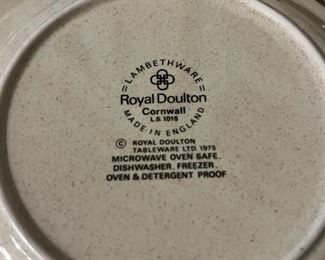 =LAMBETHWARE=
Royal Doulton
Cornwall
L.S. 1015
MADE IN ENGLAND
© ROYAL DOULTON
TABLEWARE LTD 1975
MICROWAVE OVEN SAFE.
DISHWASHER, FREEZER,
OVEN & DETERGENT PROOF